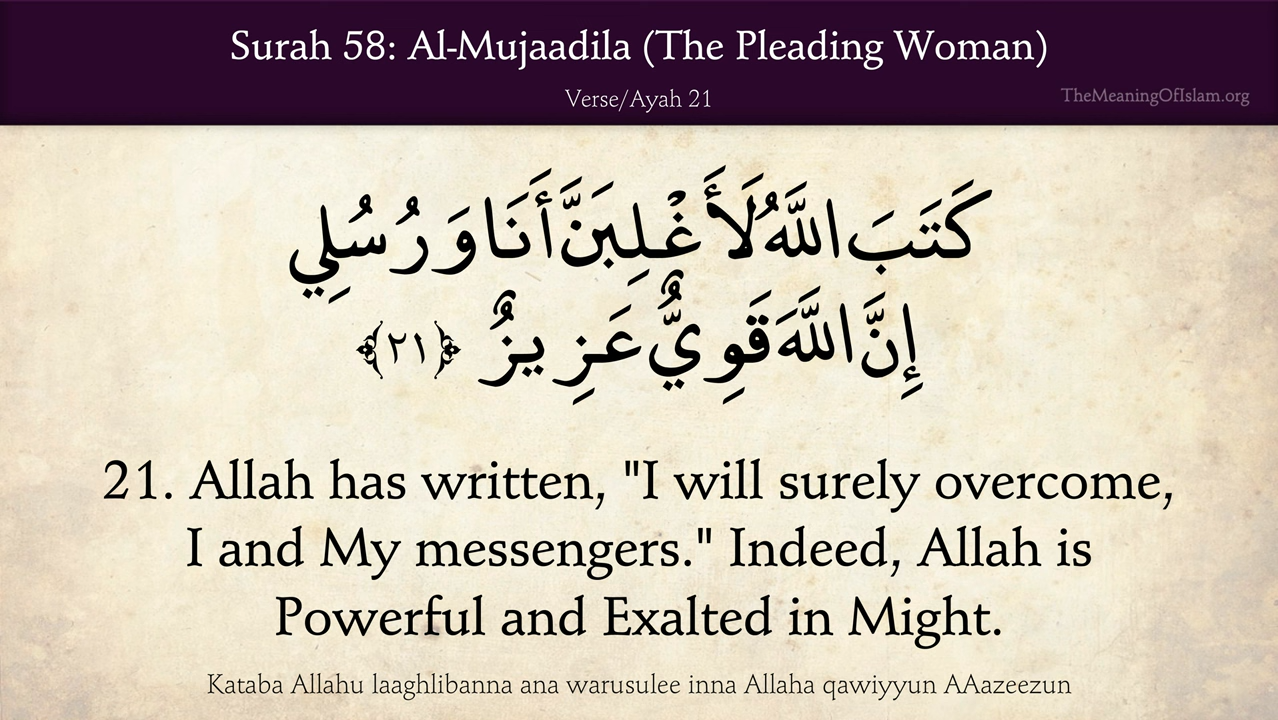 Surah 58: Al-Mujaadila (The Pleading Woman)
Verse/Ayah 21
TheMeaningOfIslam.org
كَتَبَ اللَّهُ لَأَغْلِبَنَّ أَنَا وَرُسُلِي
إِنَّ اللَّهَ قَوِيٌّ عَزِيزٌ ﴿٢١﴾
21. Allah has written, "I will surely overcome,
I and My messengers." Indeed, Allah is
Powerful and Exalted in Might.
Kataba Allahu laaghlibanna ana warusulee inna Allaha qawiyyun AAazeezun